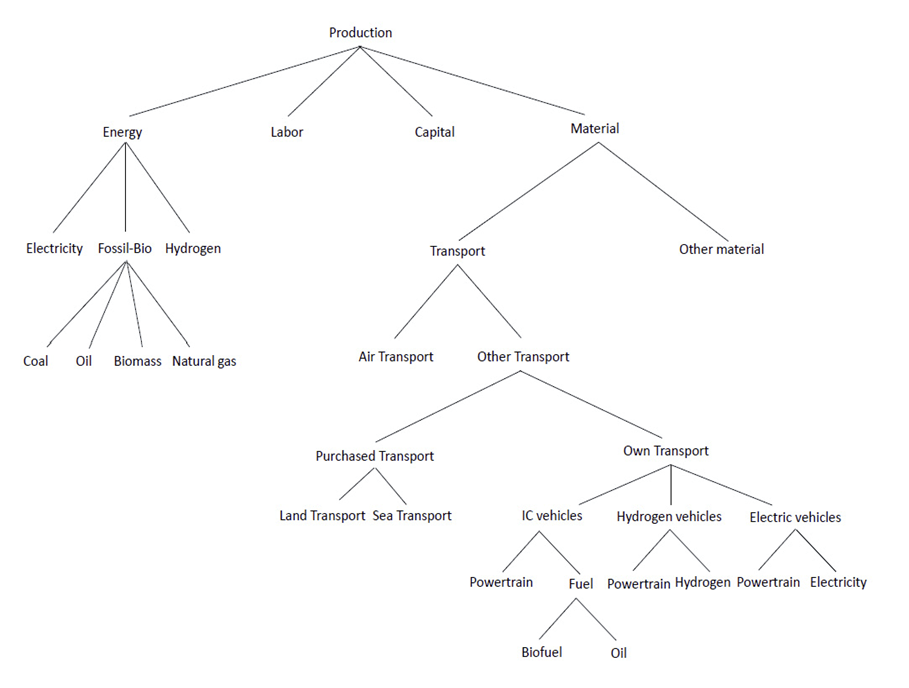 Production
Energy
Labor
Capital
Material
Electricity
Fossil-Bio
Hydrogen
Transport
Other material
Coal
Oil
Biomass
Natural gas
Air Transport
Other Transport
Purchased Transport
Own Transport
Land Transport
Sea Transport
IC vehicles
Hydrogen vehicles
Electric vehicles
Powertrain
Fuel
Powertrain
Hydrogen
Powertrain
Electricity
Biofuel
Oil